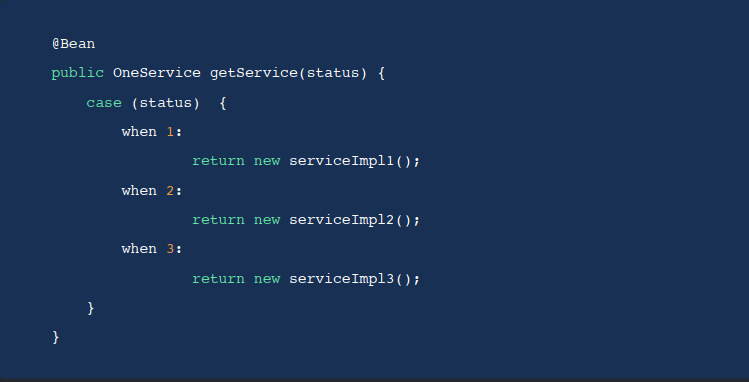 @Bean
public OneService getService(status) {
case (status)  {
when 1:
return new serviceImpl1();
when 2:
return new serviceImpl2();
when 3:
return new serviceImpl3();
}
}